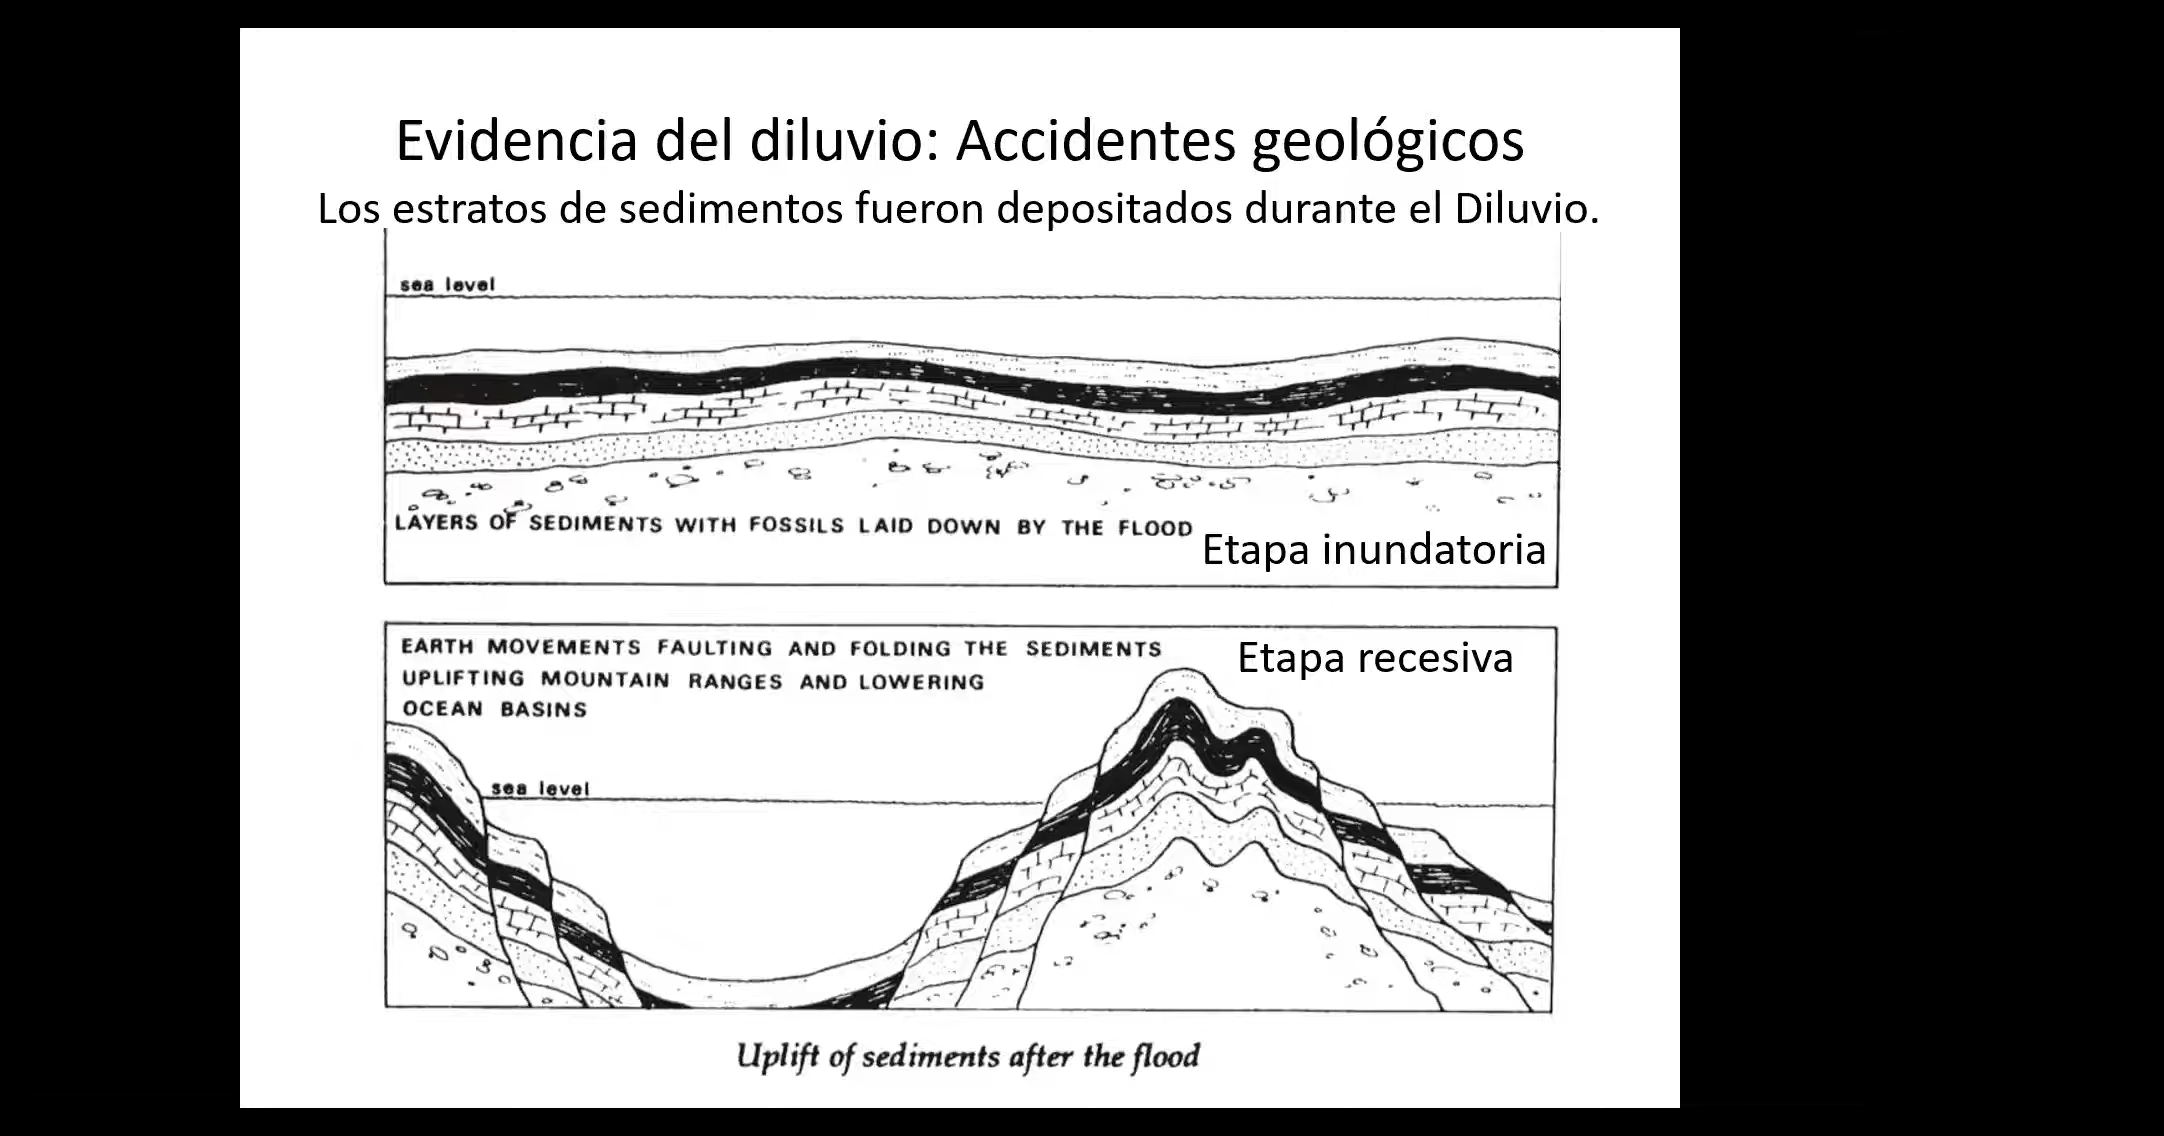 Evidencia del diluvio: Accidentes geológicos
Los estratos de sedimentos fueron depositados durante el Diluvio.
sea level
LAYERS OF SEDIMENTS WITH FOSSILS LAID DOWN BY THE FLOOD
Etapa inundatoria
EARTH MOVEMENTS FAULTING AND FOLDING THE SEDIMENTS
UPLIFTING MOUNTAIN RANGES AND LOWERING
OCEAN BASINS
Etapa recesiva
sea level
Uplift of sediments after the flood